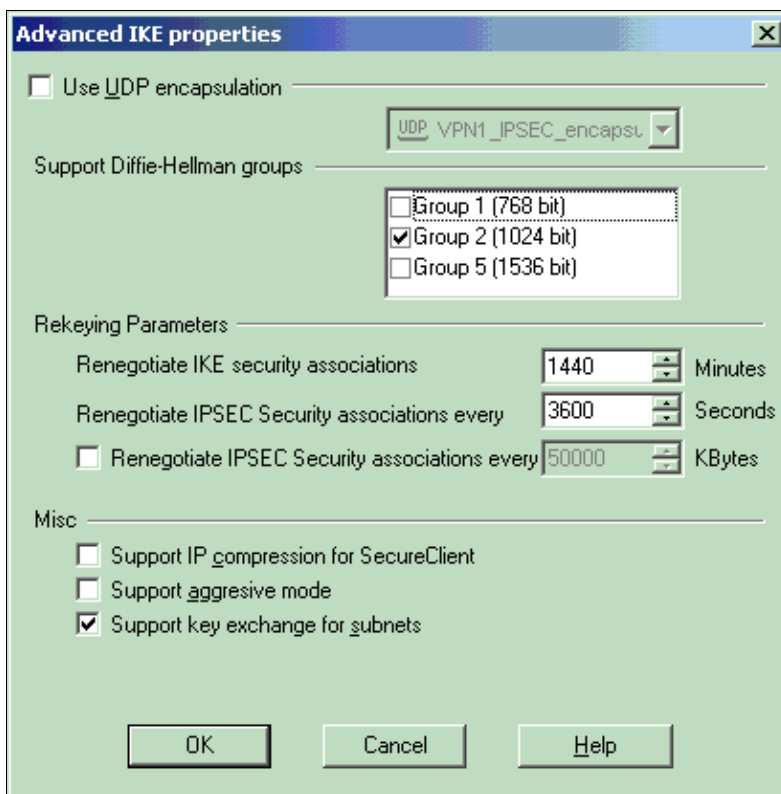 Advanced IKE properties
Use UDP encapsulation
UDP VPN1_IPSEC_encapsu
Support Diffie-Hellman groups
Group 1 (768 bit)
Group 2 (1024 bit)
Group 5 (1536 bit)
Rekeying Parameters
Renegotiate IKE security associations 1440 Minutes
Renegotiate IPSEC Security associations every 3600 Seconds
Renegotiate IPSEC Security associations every 50000 KBytes
Misc
Support IP compression for SecureClient
Support aggresive mode
Support key exchange for subnets
OK Cancel Help